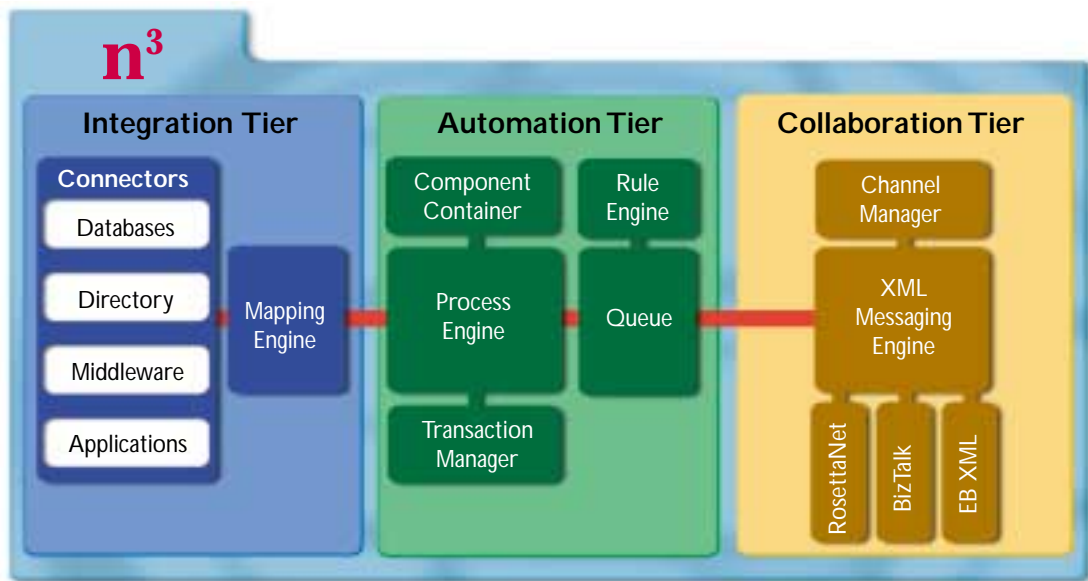 n³
Integration Tier
Connectors
Databases
Directory
Middleware
Applications
Mapping
Engine
Automation Tier
Component
Container
Rule
Engine
Process
Engine
Queue
Transaction
Manager
Collaboration Tier
Channel
Manager
XML
Messaging
Engine
RosettaNet
BizTalk
EB XML